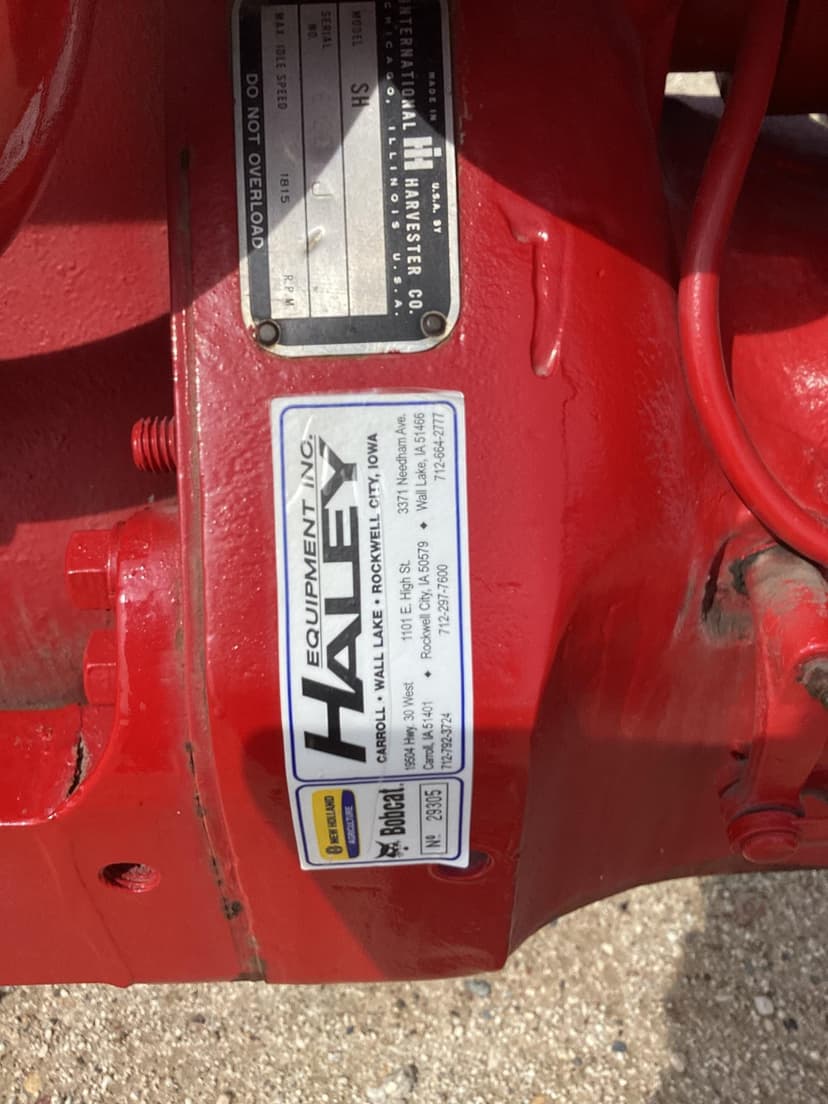 MADE IN U.S.A. BY
INTERNATIONAL IH HARVESTER CO.
CHICAGO, ILLINOIS U.S.A.
MODEL SH
SERIAL NO.
MAX. IDLE SPEED 1815 R.P.M.
DO NOT OVERLOAD
EQUIPMENT INC.
HALEY
CARROLL • WALL LAKE • ROCKWELL CITY, IOWA
19504 Hwy. 30 West
Carroll, IA 51401
712-792-3724
♦
1101 E. High St.
Rockwell City, IA 50579
712-297-7600
♦
3371 Needham Ave.
Wall Lake, IA 51466
712-664-2777
NEW HOLLAND
AGRICULTURE
Bobcat
Nº 29305